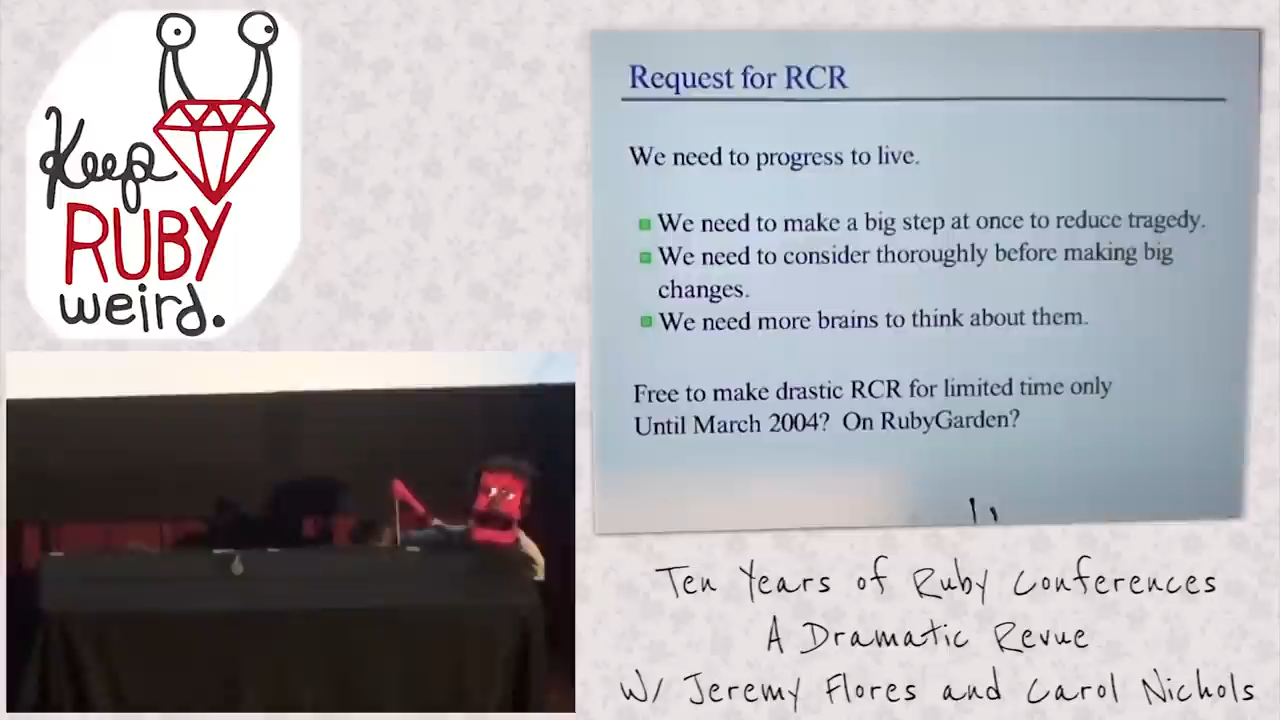 Keep
RUBY
weird.
Request for RCR
We need to progress to live.
We need to make a big step at once to reduce tragedy.
We need to consider thoroughly before making big
changes.
We need more brains to think about them.
Free to make drastic RCR for limited time only
Until March 2004? On RubyGarden?
Ten Years of Ruby Conferences
A Dramatic Revue
W/ Jeremy Flores and Carol Nichols